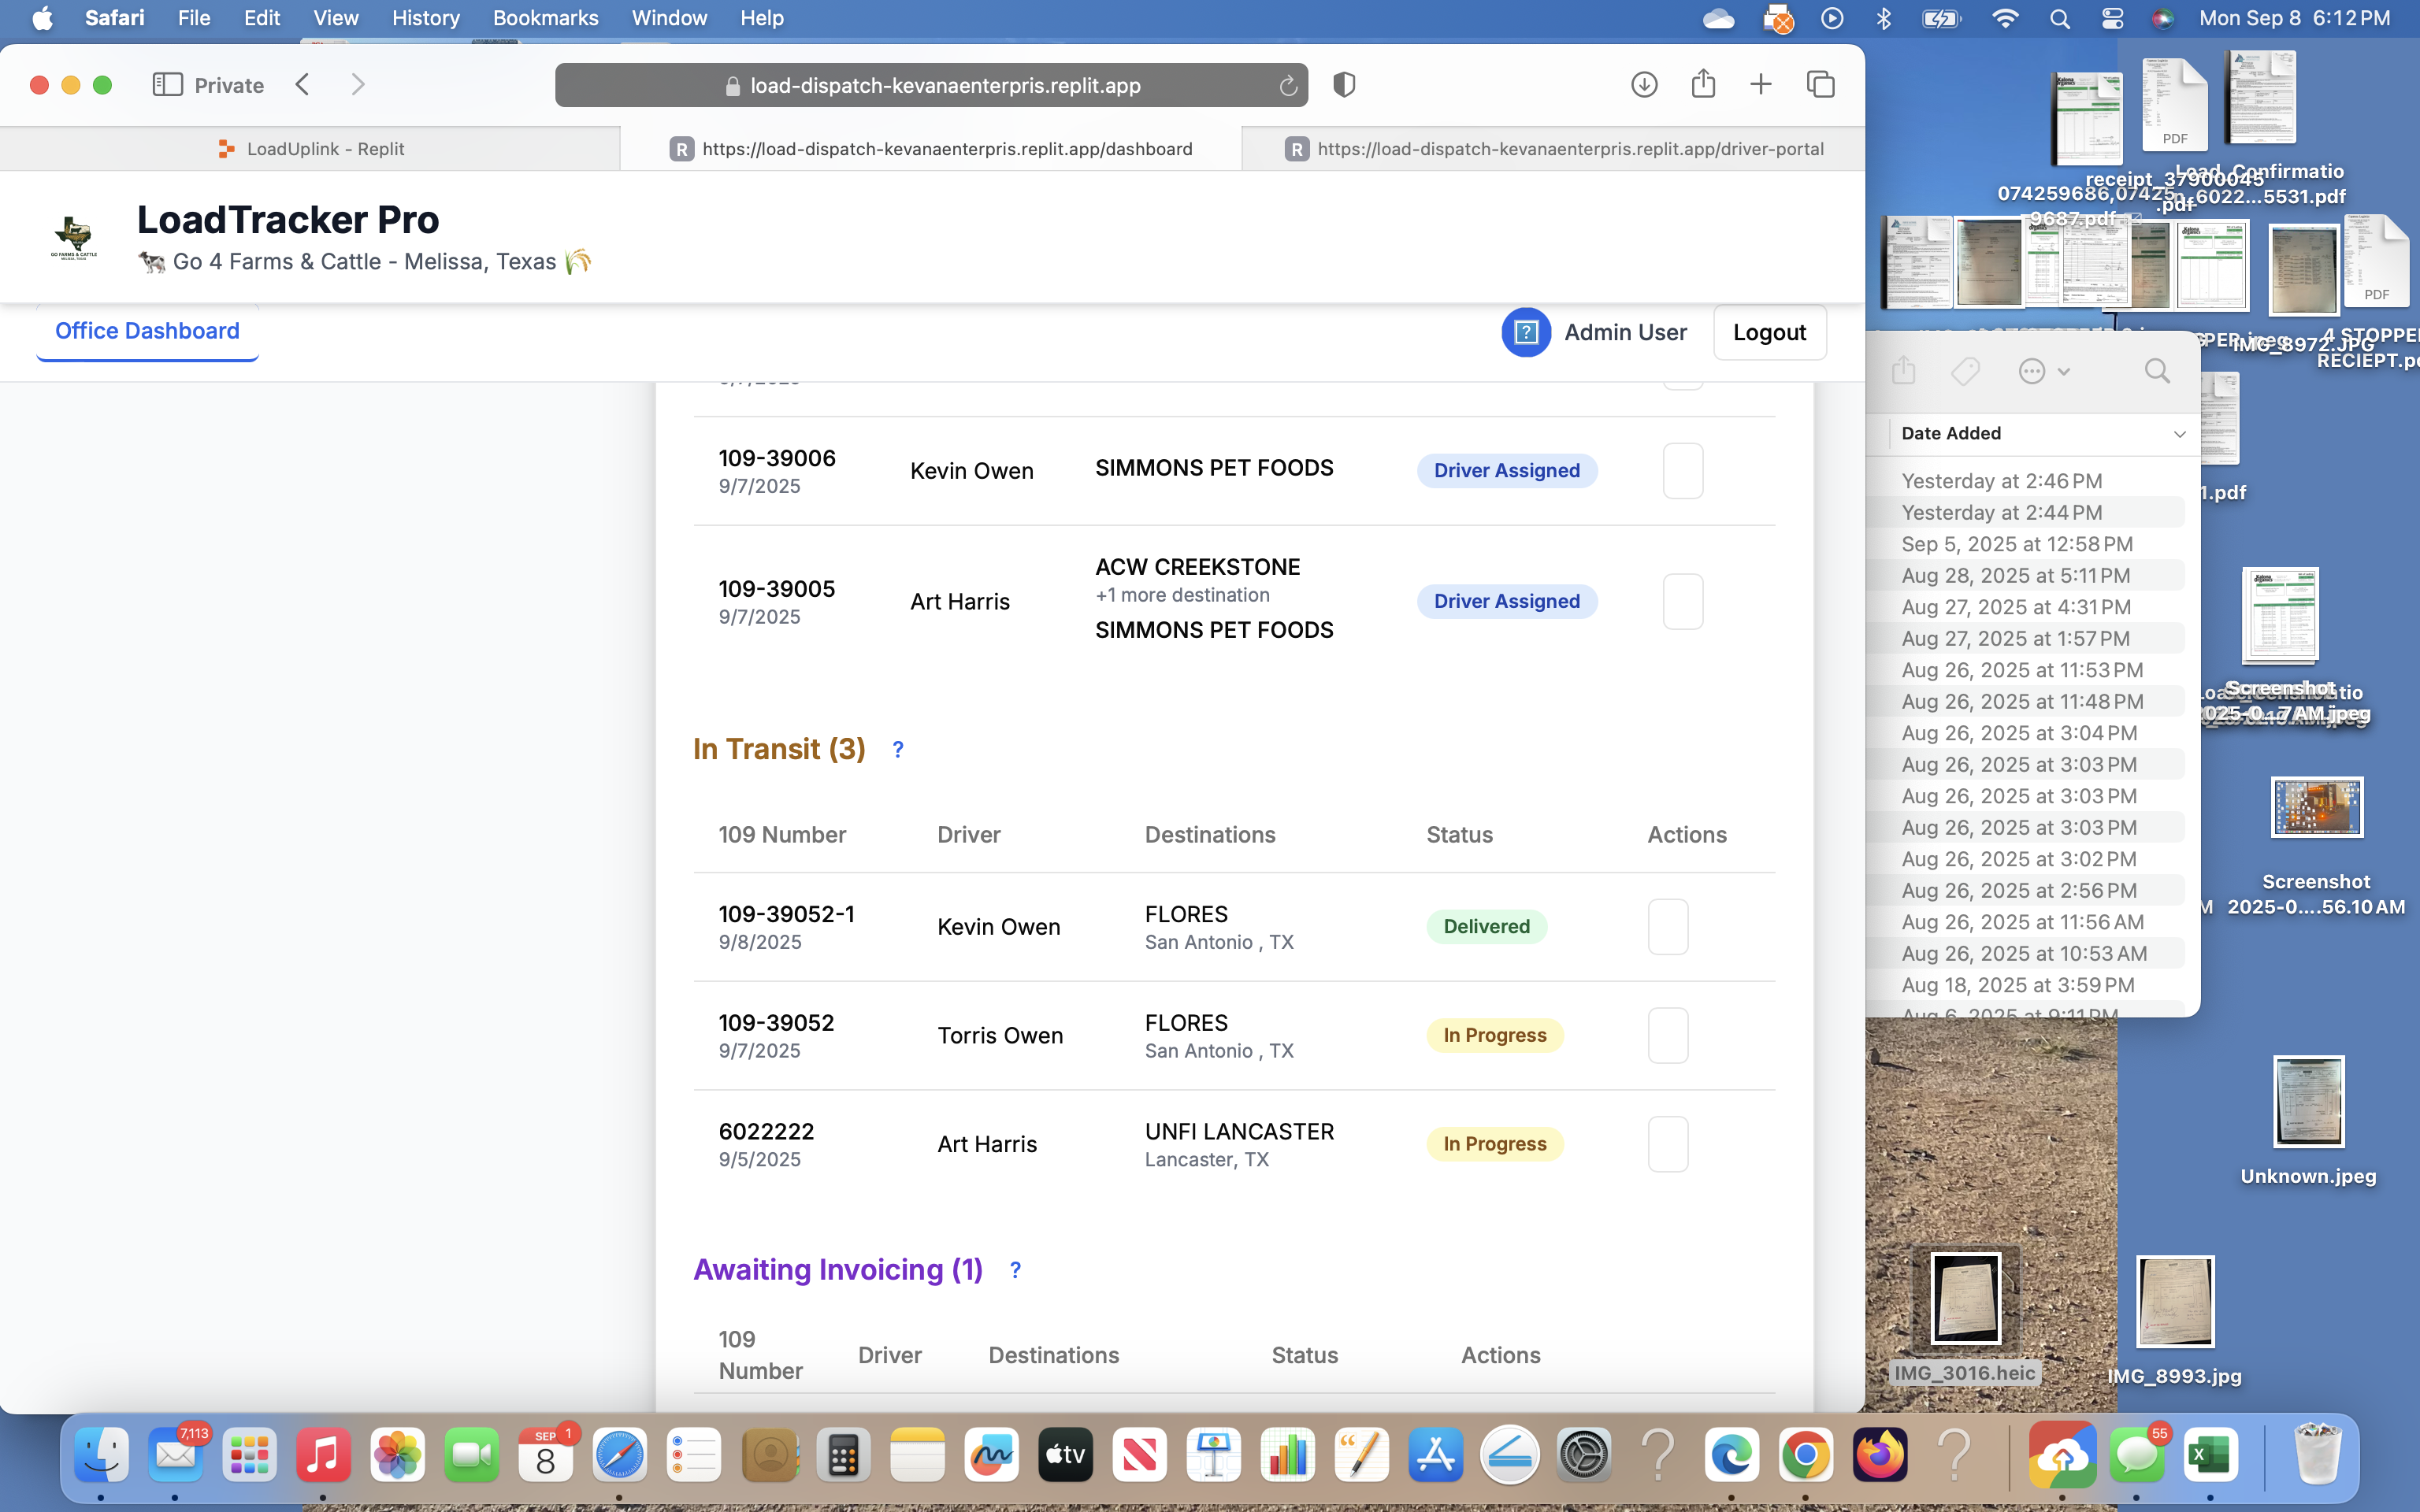 Safari File Edit View History Bookmarks Window Help
Mon Sep 8 6:12 PM
Private
load-dispatch-kevanaenterpris.replit.app
LoadUplink - Replit
R https://load-dispatch-kevanaenterpris.replit.app/dashboard
R https://load-dispatch-kevanaenterpris.replit.app/driver-portal
LoadTracker Pro
Go 4 Farms & Cattle - Melissa, Texas
GO FARMS & CATTLE
Office Dashboard
? Admin User
Logout
109-39006
9/7/2025
Kevin Owen
SIMMONS PET FOODS
Driver Assigned
109-39005
9/7/2025
Art Harris
ACW CREEKSTONE
+1 more destination
SIMMONS PET FOODS
Driver Assigned
In Transit (3) ?
109 Number Driver Destinations Status Actions
109-39052-1
9/8/2025
Kevin Owen
FLORES
San Antonio , TX
Delivered
109-39052
9/7/2025
Torris Owen
FLORES
San Antonio , TX
In Progress
6022222
9/5/2025
Art Harris
UNFI LANCASTER
Lancaster, TX
In Progress
Awaiting Invoicing (1) ?
109
Number
Driver Destinations Status Actions
PDF
receipt_37900045
.pdf
Load_Confirmatio
n_6022...5531.pdf
074259686,07425
9687.pdf
PDF
IMG_8972.JPG
4 STOPPE
RECIEPT.p
Date Added
Yesterday at 2:46 PM
Yesterday at 2:44 PM
Sep 5, 2025 at 12:58 PM
Aug 28, 2025 at 5:11 PM
Aug 27, 2025 at 4:31 PM
Aug 27, 2025 at 1:57 PM
Aug 26, 2025 at 11:53 PM
Aug 26, 2025 at 11:48 PM
Aug 26, 2025 at 3:04 PM
Aug 26, 2025 at 3:03 PM
Aug 26, 2025 at 3:03 PM
Aug 26, 2025 at 3:03 PM
Aug 26, 2025 at 3:02 PM
Aug 26, 2025 at 2:56 PM
Aug 26, 2025 at 11:56 AM
Aug 26, 2025 at 10:53 AM
Aug 18, 2025 at 3:59 PM
Aug 6, 2025 at 9:11 PM
1.pdf
Screenshot
2025-0....56.10 AM
Unknown.jpeg
IMG_3016.heic
IMG_8993.jpg
7,113
SEP
8
1
tv
55
X